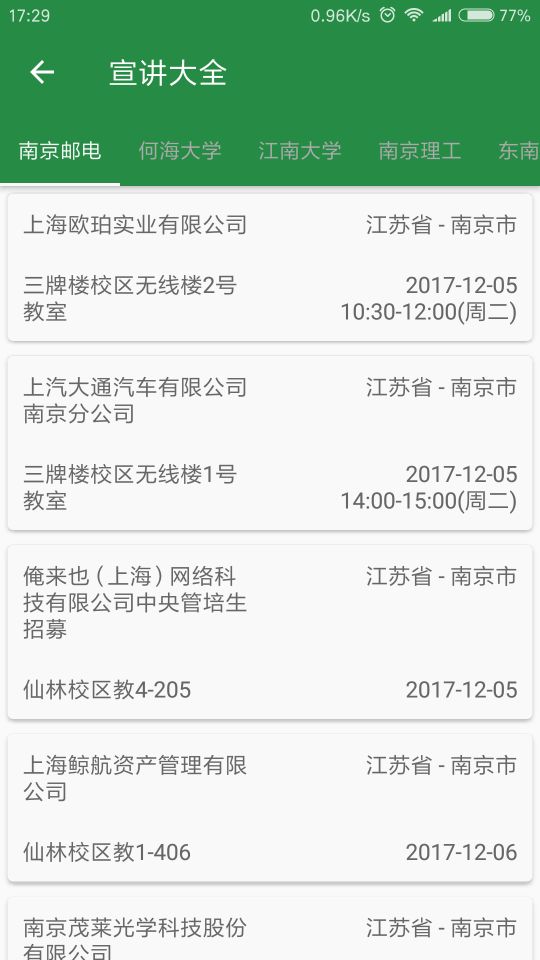 17:29
0.96K/s
77%
宣讲大全
南京邮电 何海大学 江南大学 南京理工 东南
上海欧珀实业有限公司 江苏省 - 南京市
三牌楼校区无线楼2号 2017-12-05
教室 10:30-12:00(周二)
上汽大通汽车有限公司 江苏省 - 南京市
南京分公司
三牌楼校区无线楼1号 2017-12-05
教室 14:00-15:00(周二)
俺来也（上海）网络科 江苏省 - 南京市
技有限公司中央管培生
招募
仙林校区教4-205 2017-12-05
上海鲸航资产管理有限 江苏省 - 南京市
公司
仙林校区教1-406 2017-12-06
南京茂莱光学科技股份 江苏省 - 南京市
有限公司